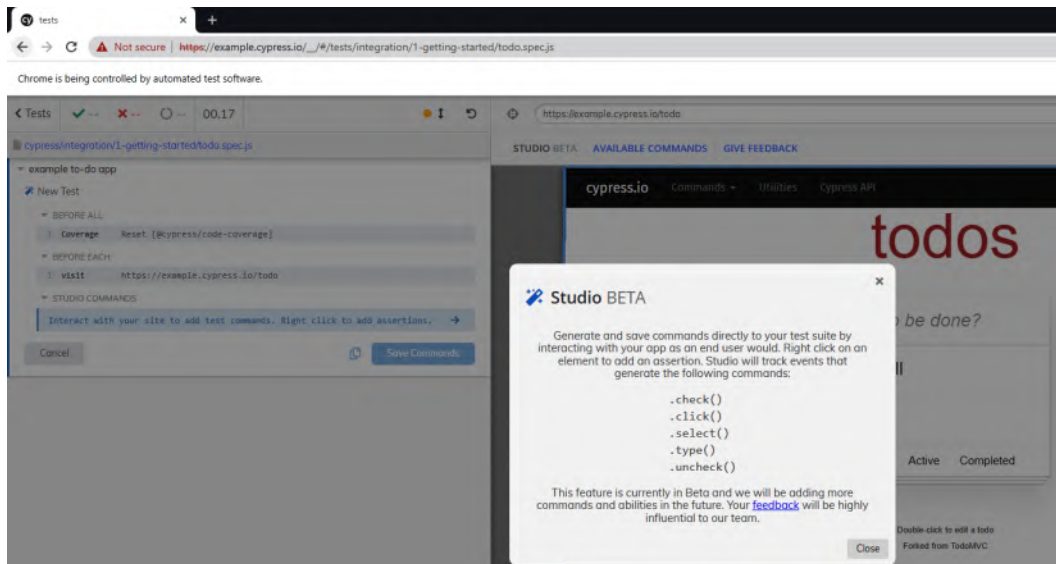 tests
Not secure | https://example.cypress.io/__/#/tests/integration/1-getting-started/todo.spec.js
Chrome is being controlled by automated test software.
Tests -- -- -- 00.17
https://example.cypress.io/todo
cypress/integration/1-getting-started/todo.spec.js
STUDIO BETA AVAILABLE COMMANDS GIVE FEEDBACK
example to-do app
New Test
BEFORE ALL
1 Coverage Reset [@cypress/code-coverage]
BEFORE EACH
1 visit https://example.cypress.io/todo
STUDIO COMMANDS
Interact with your site to add test commands. Right click to add assertions.
Cancel Save Commands
cypress.io Commands Utilities Cypress API
todos
be done?
Studio BETA
Generate and save commands directly to your test suite by
interacting with your app as an end user would. Right click on an
element to add an assertion. Studio will track events that
generate the following commands:
.check()
.click()
.select()
.type()
.uncheck()
This feature is currently in Beta and we will be adding more
commands and abilities in the future. Your feedback will be highly
influential to our team.
Close
Active Completed
Double-click to edit a todo
Forked from TodoMVC